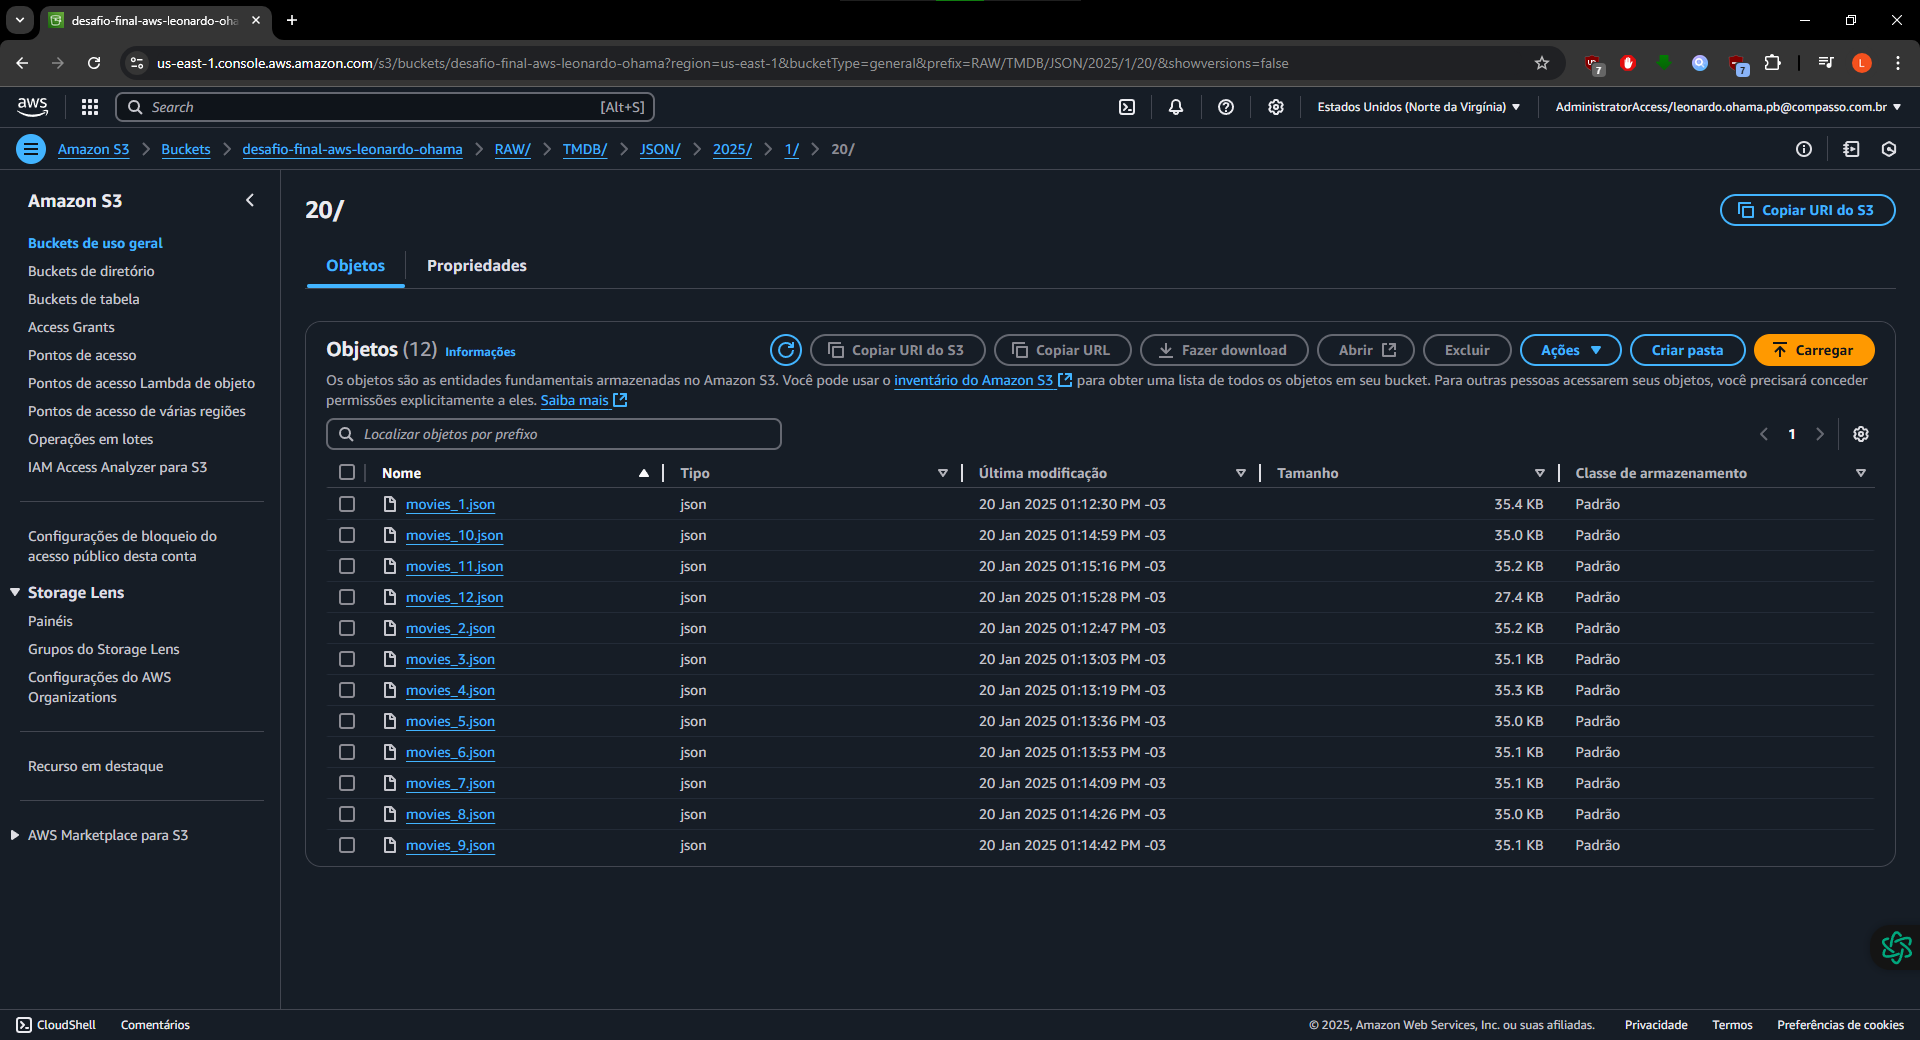 desafio-final-aws-leonardo-oha
us-east-1.console.aws.amazon.com/s3/buckets/desafio-final-aws-leonardo-ohama?region=us-east-1&bucketType=general&prefix=RAW/TMDB/JSON/2025/1/20/&showversions=false
7
7
L
aws
Search
[Alt+S]
Estados Unidos (Norte da Virgínia)
AdministratorAccess/leonardo.ohama.pb@compasso.com.br
Amazon S3
Buckets
desafio-final-aws-leonardo-ohama
RAW/
TMDB/
JSON/
2025/
1/
20/
Amazon S3
Buckets de uso geral
Buckets de diretório
Buckets de tabela
Access Grants
Pontos de acesso
Pontos de acesso Lambda de objeto
Pontos de acesso de várias regiões
Operações em lotes
IAM Access Analyzer para S3
Configurações de bloqueio do
acesso público desta conta
Storage Lens
Painéis
Grupos do Storage Lens
Configurações do AWS
Organizations
Recurso em destaque
AWS Marketplace para S3
20/
Copiar URI do S3
Objetos
Propriedades
Objetos (12) Informações
Copiar URI do S3
Copiar URL
Fazer download
Abrir
Excluir
Ações
Criar pasta
Carregar
Os objetos são as entidades fundamentais armazenadas no Amazon S3. Você pode usar o inventário do Amazon S3 para obter uma lista de todos os objetos em seu bucket. Para outras pessoas acessarem seus objetos, você precisará conceder
permissões explicitamente a eles. Saiba mais
Localizar objetos por prefixo
1
Nome Tipo Última modificação Tamanho Classe de armazenamento
movies_1.json json 20 Jan 2025 01:12:30 PM -03 35.4 KB Padrão
movies_10.json json 20 Jan 2025 01:14:59 PM -03 35.0 KB Padrão
movies_11.json json 20 Jan 2025 01:15:16 PM -03 35.2 KB Padrão
movies_12.json json 20 Jan 2025 01:15:28 PM -03 27.4 KB Padrão
movies_2.json json 20 Jan 2025 01:12:47 PM -03 35.2 KB Padrão
movies_3.json json 20 Jan 2025 01:13:03 PM -03 35.1 KB Padrão
movies_4.json json 20 Jan 2025 01:13:19 PM -03 35.3 KB Padrão
movies_5.json json 20 Jan 2025 01:13:36 PM -03 35.0 KB Padrão
movies_6.json json 20 Jan 2025 01:13:53 PM -03 35.1 KB Padrão
movies_7.json json 20 Jan 2025 01:14:09 PM -03 35.1 KB Padrão
movies_8.json json 20 Jan 2025 01:14:26 PM -03 35.0 KB Padrão
movies_9.json json 20 Jan 2025 01:14:42 PM -03 35.1 KB Padrão
CloudShell
Comentários
© 2025, Amazon Web Services, Inc. ou suas afiliadas.
Privacidade
Termos
Preferências de cookies